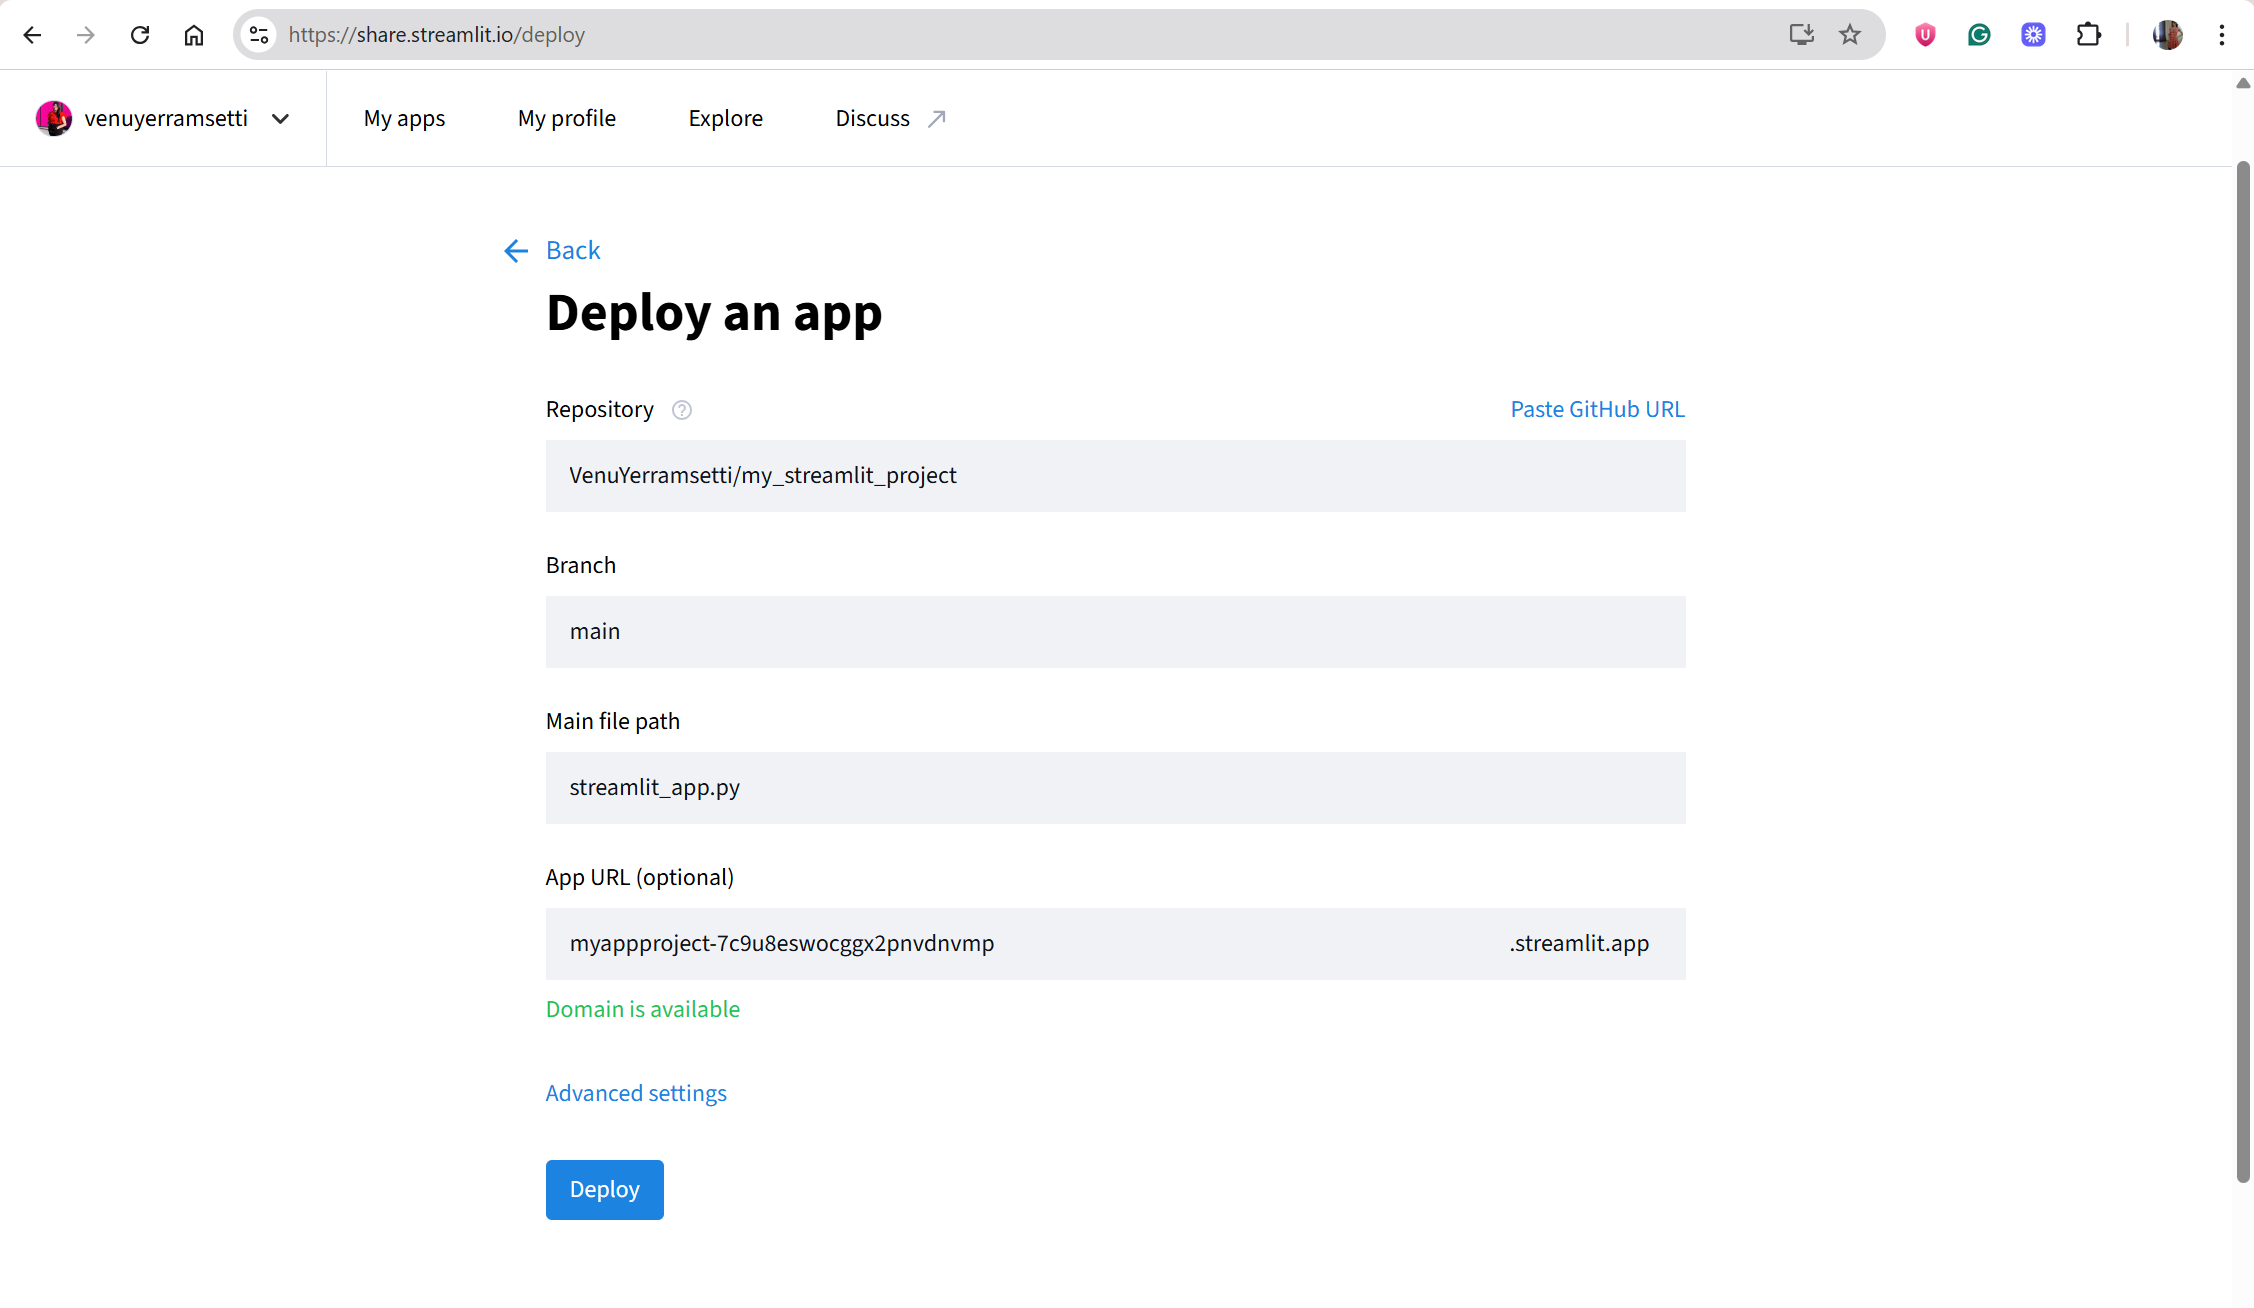 https://share.streamlit.io/deploy
venuyerramsetti My apps My profile Explore Discuss
Back
Deploy an app
Repository Paste GitHub URL
VenuYerramsetti/my_streamlit_project
Branch
main
Main file path
streamlit_app.py
App URL (optional)
myappproject-7c9u8eswocggx2pnvdnvmp .streamlit.app
Domain is available
Advanced settings
Deploy